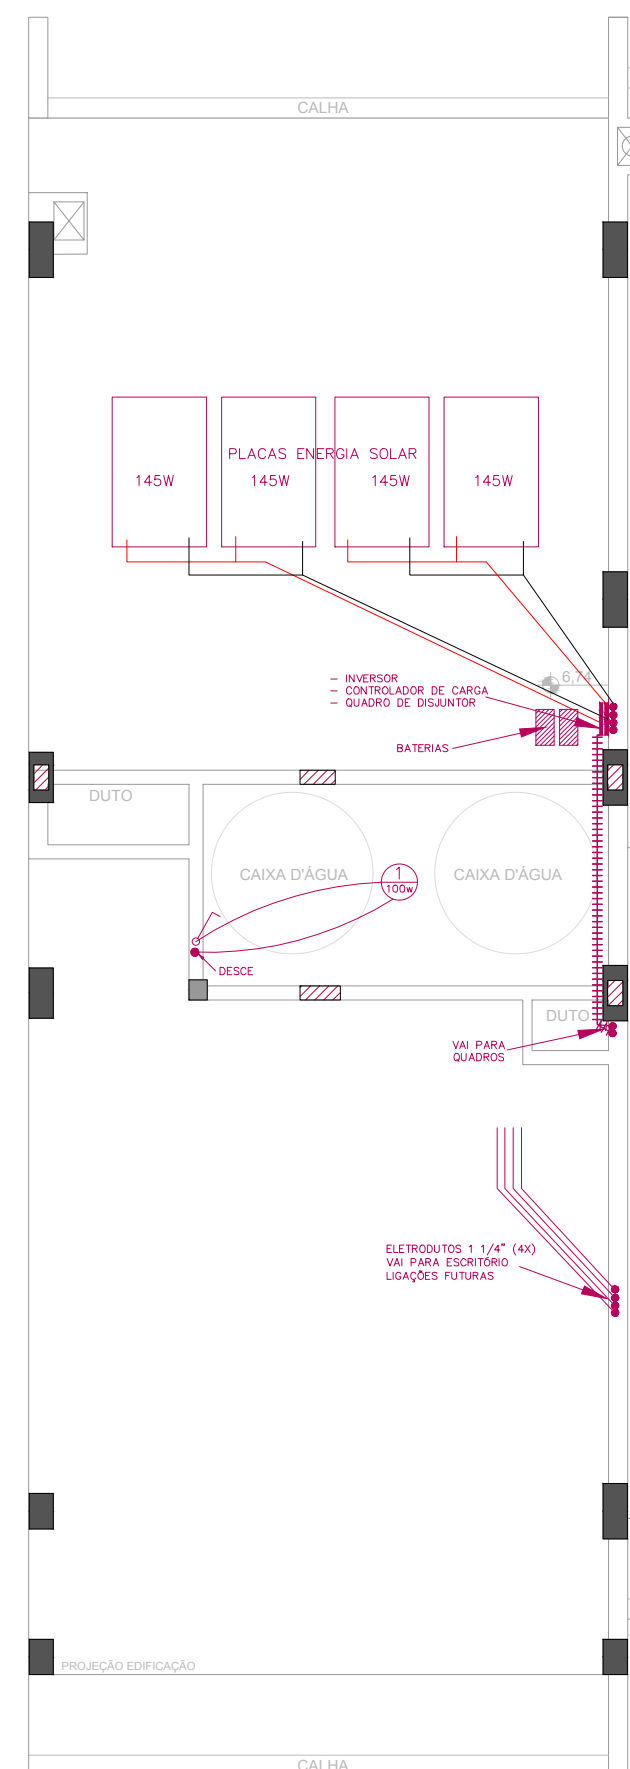 CALHA
PLACAS ENERGIA SOLAR
145W
145W
145W
145W
6,74
- INVERSOR
- CONTROLADOR DE CARGA
- QUADRO DE DISJUNTOR
BATERIAS
DUTO
CAIXA D'ÁGUA
1
100w
CAIXA D'ÁGUA
DESCE
DUTO
VAI PARA
QUADROS
ELETRODUTOS 1 1/4" (4X)
VAI PARA ESCRITÓRIO
LIGAÇÕES FUTURAS
PROJEÇÃO EDIFICAÇÃO
CALHA